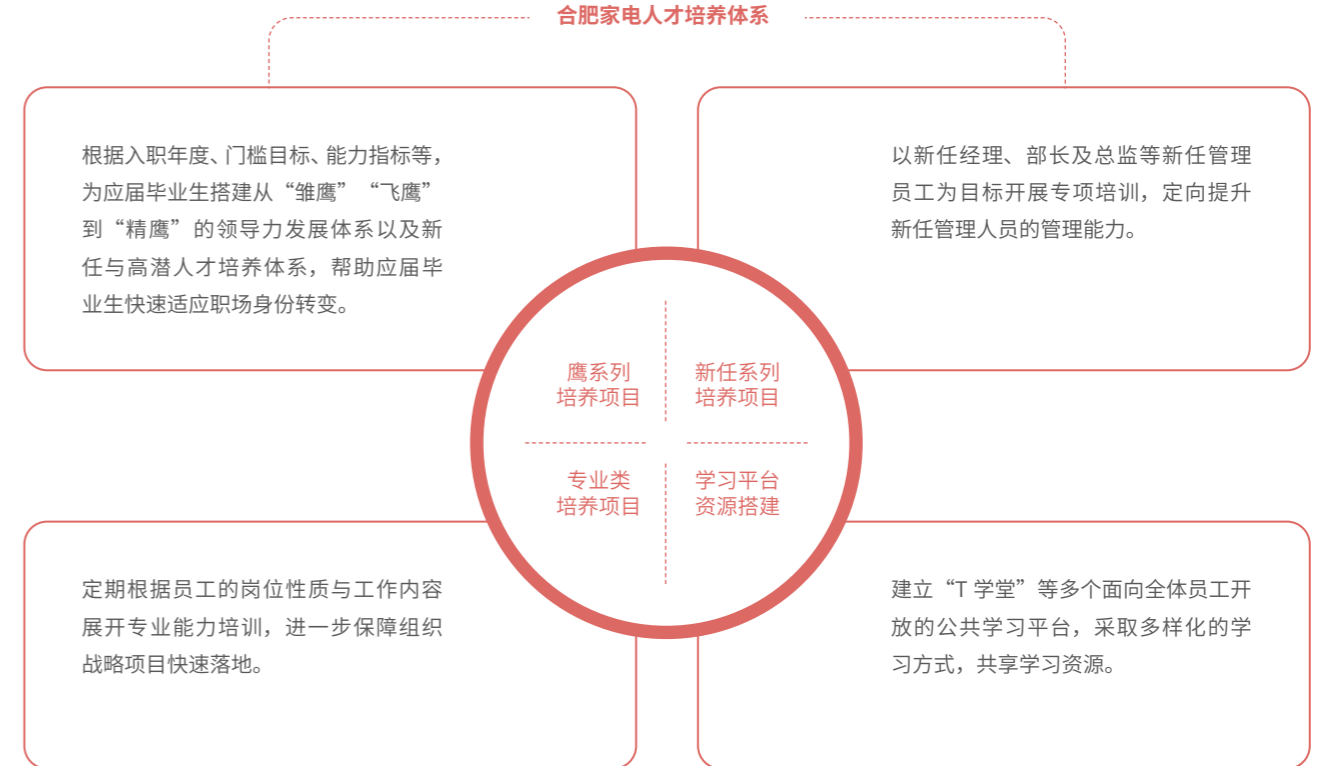 合肥家电人才培养体系
根据入职年度、门槛目标、能力指标等，
为应届毕业生搭建从“雏鹰”“飞鹰”
到“精鹰”的领导力发展体系以及新
任与高潜人才培养体系，帮助应届毕
业生快速适应职场身份转变。
以新任经理、部长及总监等新任管理
员工为目标开展专项培训，定向提升
新任管理人员的管理能力。
鹰系列
培养项目
新任系列
培养项目
专业类
培养项目
学习平台
资源搭建
定期根据员工的岗位性质与工作内容
展开专业能力培训，进一步保障组织
战略项目快速落地。
建立“T 学堂”等多个面向全体员工开
放的公共学习平台，采取多样化的学
习方式，共享学习资源。